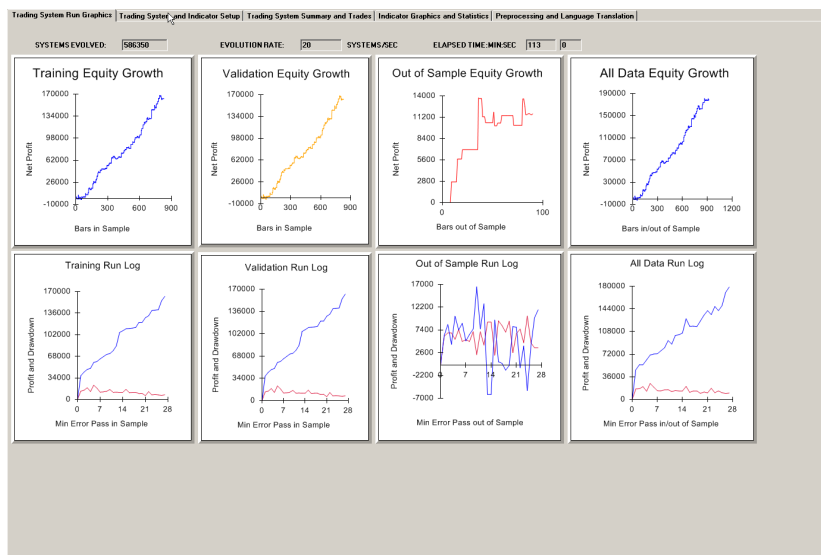 Trading System Run Graphics | Trading System and Indicator Setup | Trading System Summary and Trades | Indicator Graphics and Statistics | Preprocessing and Language Translation
SYSTEMS EVOLVED: 586350 EVOLUTION RATE: 20 SYSTEMS/SEC ELAPSED TIME:MIN:SEC 113 0
Training Equity Growth
Net Profit
170000
134000
98000
62000
26000
-10000
0 300 600 900
Bars in Sample
Validation Equity Growth
Net Profit
170000
134000
98000
62000
26000
-10000
0 300 600 900
Bars in Sample
Out of Sample Equity Growth
Net Profit
14000
11200
8400
5600
2800
0
0 100
Bars out of Sample
All Data Equity Growth
Net Profit
190000
150000
110000
70000
30000
-10000
0 300 600 900 1200
Bars in/out of Sample
Training Run Log
Profit and Drawdown
170000
136000
102000
68000
34000
0
0 7 14 21 28
Min Error Pass in Sample
Validation Run Log
Profit and Drawdown
170000
136000
102000
68000
34000
0
0 7 14 21 28
Min Error Pass in Sample
Out of Sample Run Log
Profit and Drawdown
17000
12200
7400
2600
-2200
-7000
0 7 14 21 28
Min Error Pass out of Sample
All Data Run Log
Profit and Drawdown
180000
144000
108000
72000
36000
0
0 7 14 21 28
Min Error Pass in/out of Sample